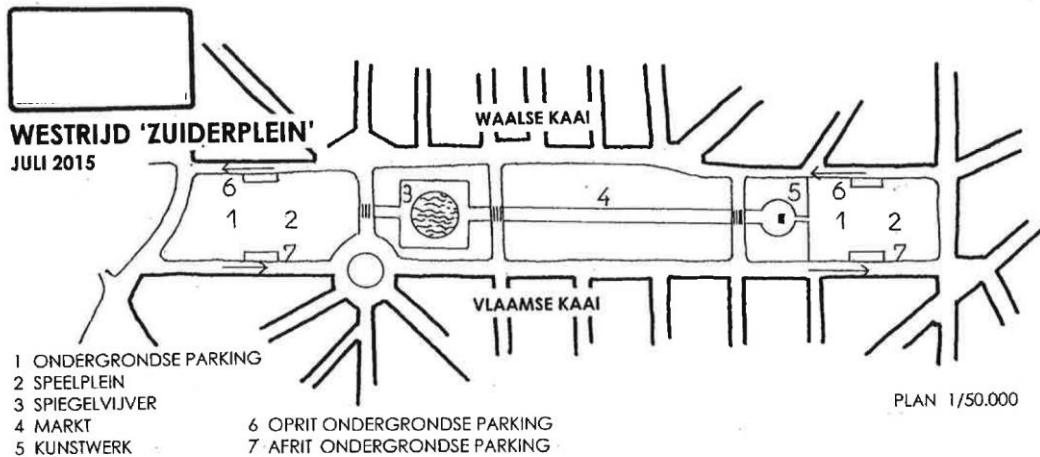 WESTRIJD 'ZUIDERPLEIN'
JULI 2015
WAALSE KAAI
6
1 2
7
3
4
5
6
1 2
7
VLAAMSE KAAI
1 ONDERGRONDSE PARKING
2 SPEELPLEIN
3 SPIEGELVIJVER
4 MARKT
5 KUNSTWERK
6 OPRIT ONDERGRONDSE PARKING
7 AFRIT ONDERGRONDSE PARKING
PLAN 1/50.000